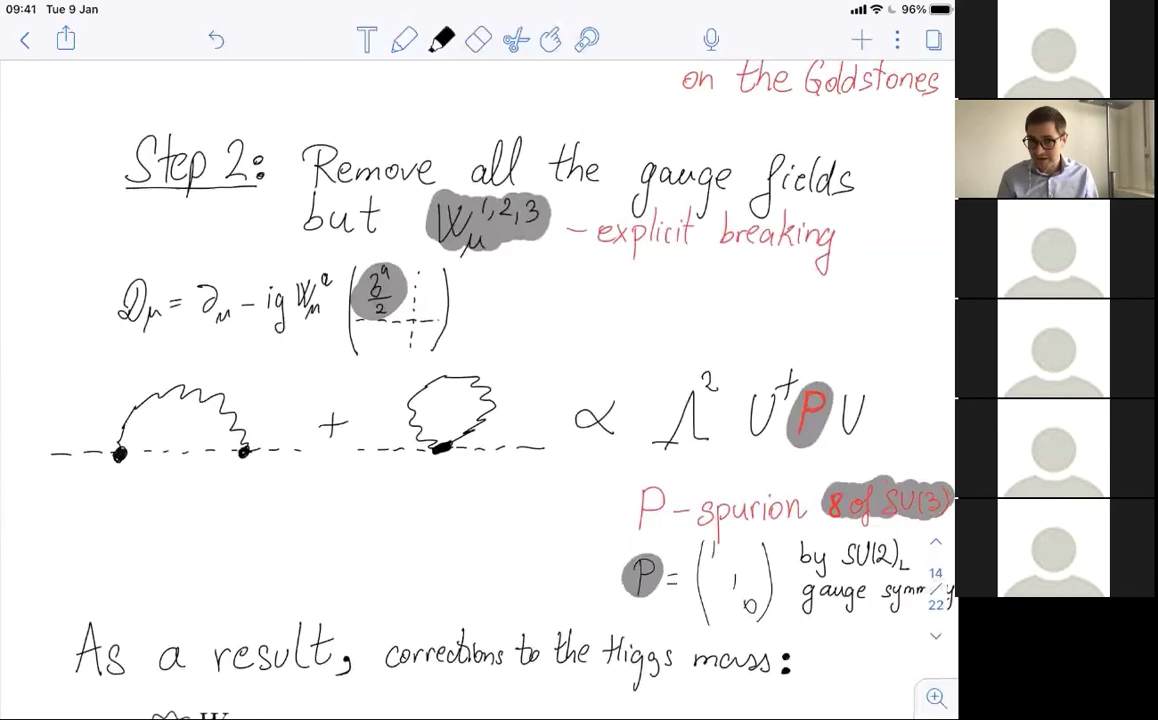 09:41 Tue 9 Jan
96%
on the Goldstones
Step 2: Remove all the gauge fields
but W_μ^{1,2,3} – explicit breaking
𝒟_μ = ∂_μ – ig W_μ^a ( τ^a/2 )
+ ∝ Λ² U† P U
P – spurion 8 of SU(3)
P = ( 1 1 0 ) by SU(2)_L
gauge symm y
14
22
As a result, corrections to the Higgs mass:
W